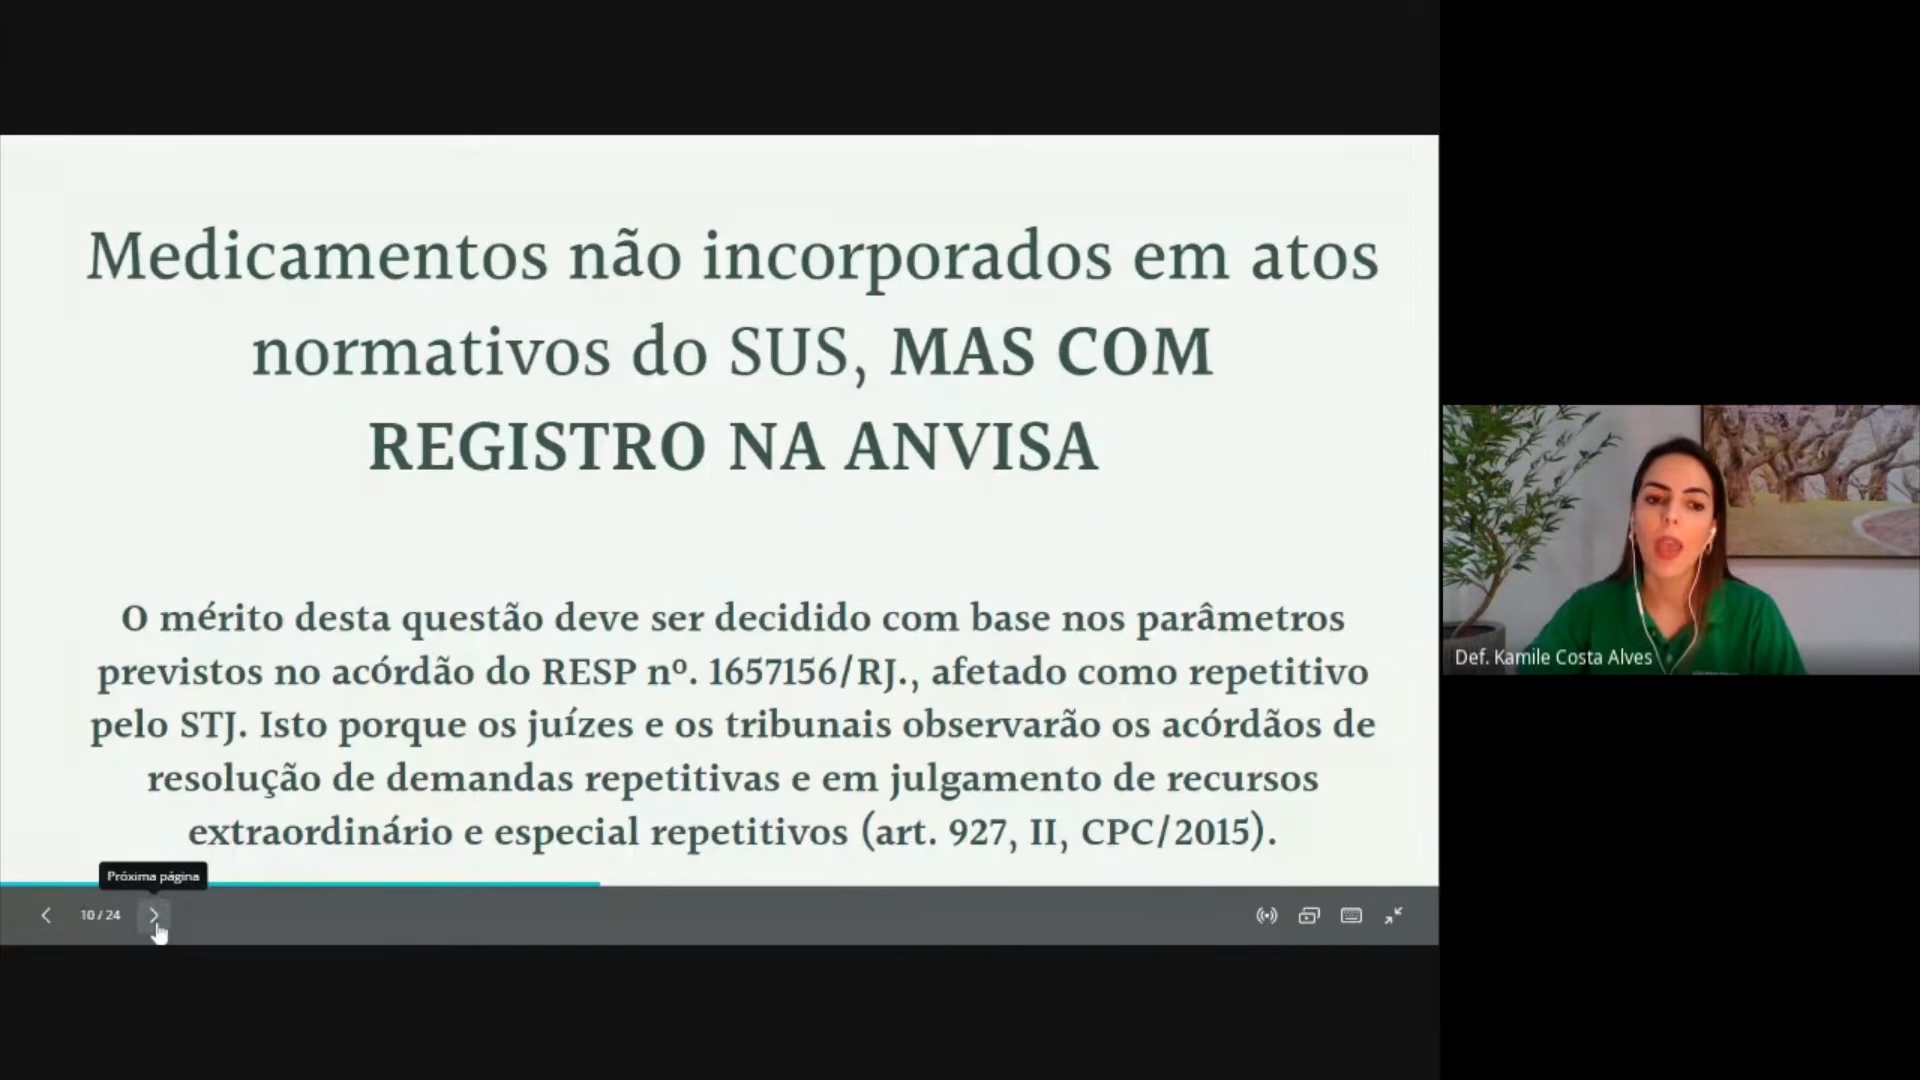 Medicamentos não incorporados em atos
normativos do SUS, MAS COM
REGISTRO NA ANVISA
O mérito desta questão deve ser decidido com base nos parâmetros
previstos no acórdão do RESP nº. 1657156/RJ., afetado como repetitivo
pelo STJ. Isto porque os juízes e os tribunais observarão os acórdãos de
resolução de demandas repetitivas e em julgamento de recursos
extraordinário e especial repetitivos (art. 927, II, CPC/2015).
Próxima página
10 / 24
Def. Kamile Costa Alves